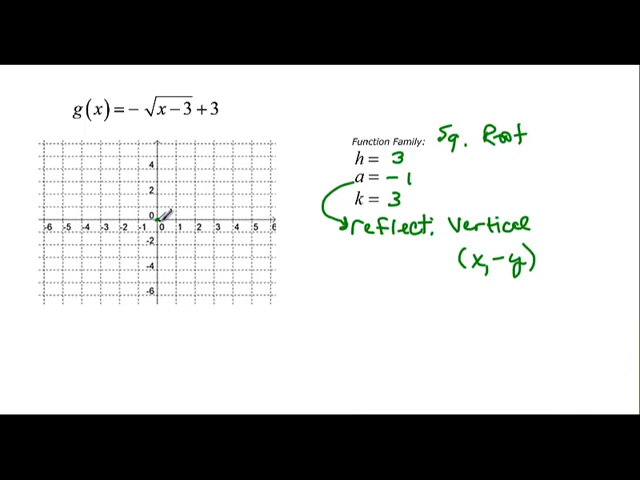 g(x) = −√(x−3) + 3
Function Family: Sq. Root
h = 3
a = −1
k = 3
reflect: Vertical
(x, −y)
4
2
0
-6 -5 -4 -3 -2 -1 0 1 2 3 4 5 6
-2
-4
-6